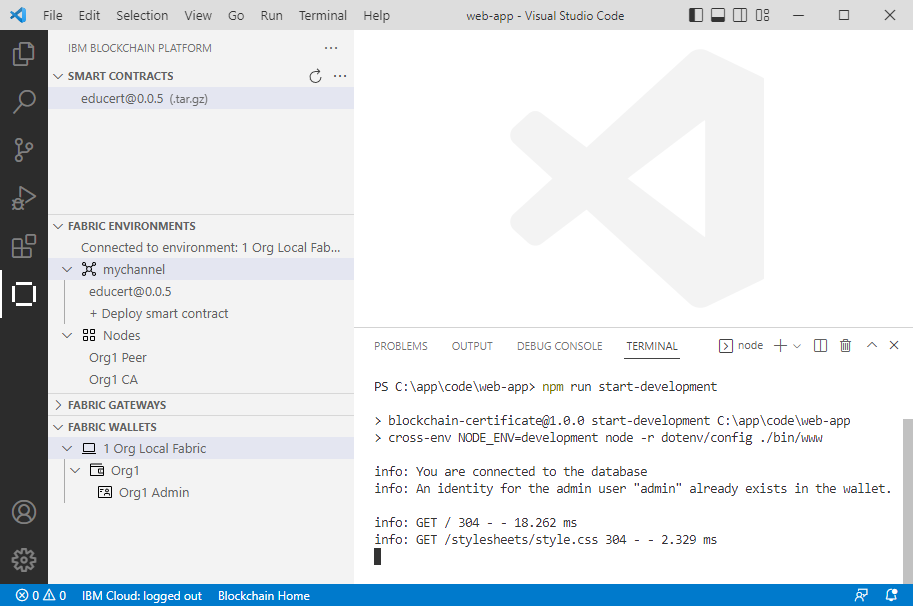 File Edit Selection View Go Run Terminal Help web-app - Visual Studio Code
IBM BLOCKCHAIN PLATFORM
SMART CONTRACTS
educert@0.0.5 (.tar.gz)
FABRIC ENVIRONMENTS
Connected to environment: 1 Org Local Fab...
mychannel
educert@0.0.5
+ Deploy smart contract
Nodes
Org1 Peer
Org1 CA
FABRIC GATEWAYS
FABRIC WALLETS
1 Org Local Fabric
Org1
Org1 Admin
PROBLEMS OUTPUT DEBUG CONSOLE TERMINAL node
PS C:\app\code\web-app> npm run start-development
> blockchain-certificate@1.0.0 start-development C:\app\code\web-app
> cross-env NODE_ENV=development node -r dotenv/config ./bin/www
info: You are connected to the database
info: An identity for the admin user "admin" already exists in the wallet.
info: GET / 304 - - 18.262 ms
info: GET /stylesheets/style.css 304 - - 2.329 ms
0 0 IBM Cloud: logged out Blockchain Home